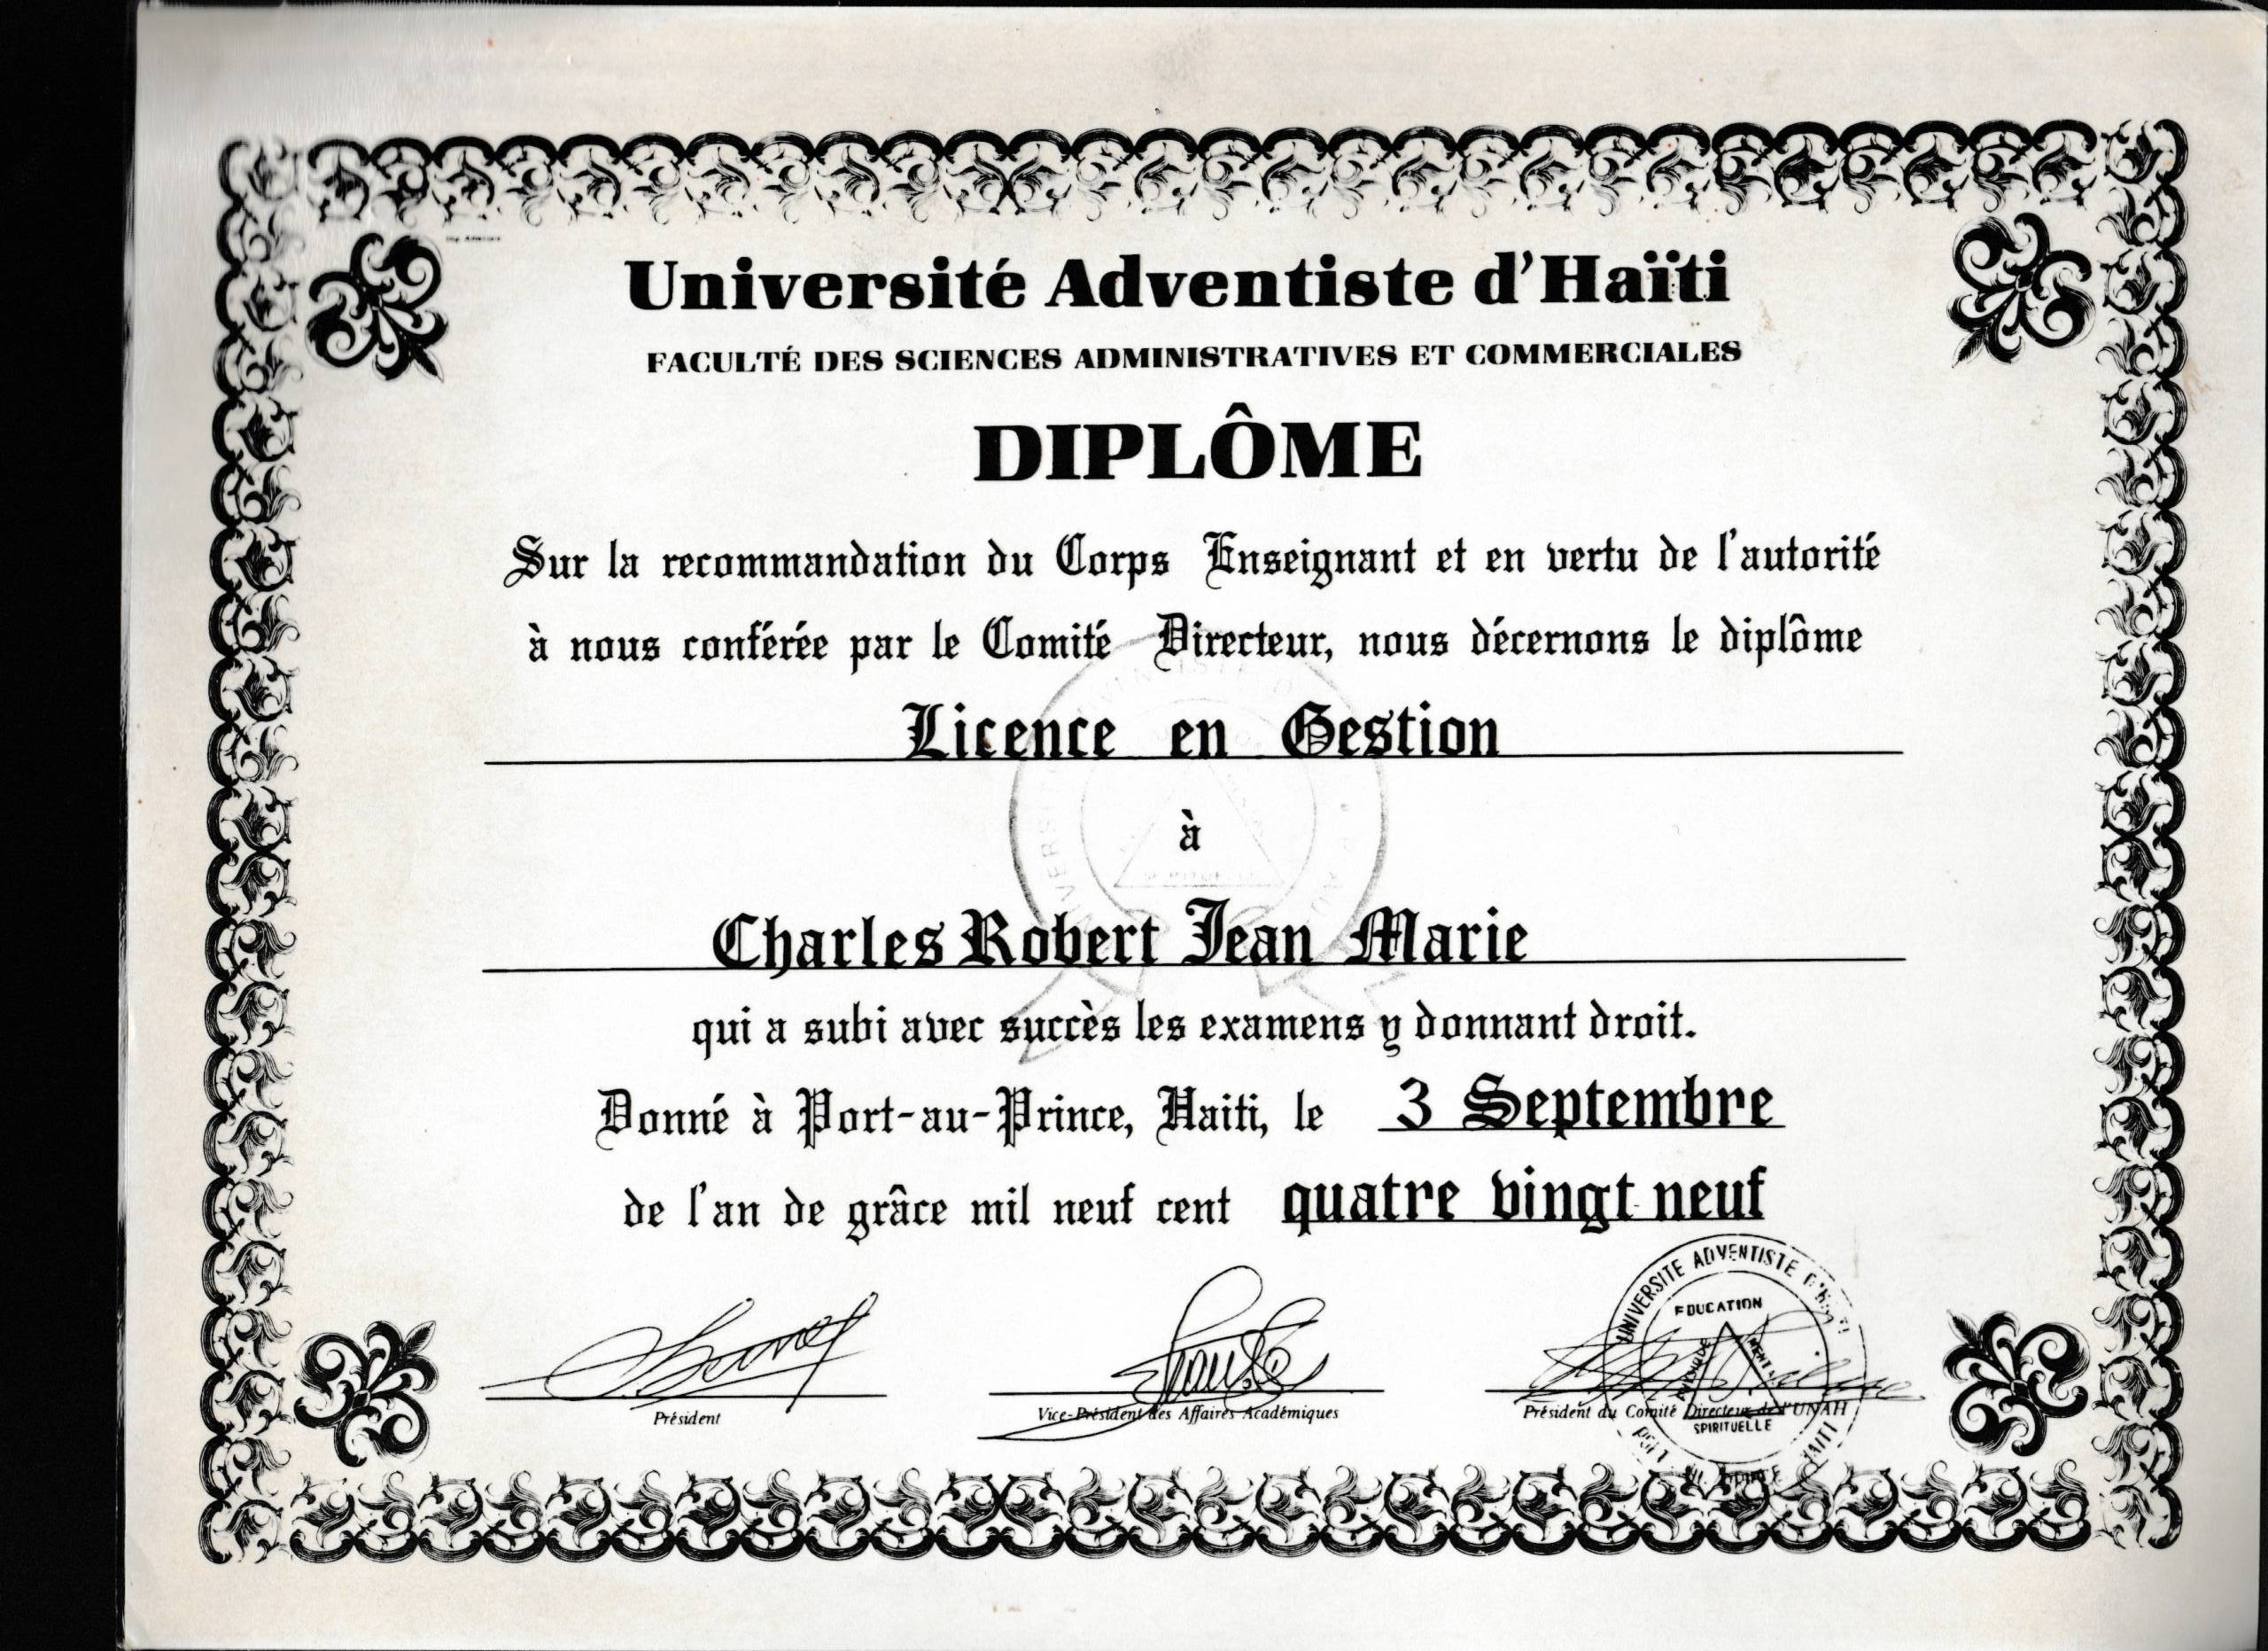 Université Adventiste d'Haïti
FACULTÉ DES SCIENCES ADMINISTRATIVES ET COMMERCIALES
DIPLÔME
Sur la recommandation du Corps Enseignant et en vertu de l'autorité
à nous conférée par le Comité Directeur, nous décernons le diplôme
Licence en Gestion
à
Charles Robert Jean Marie
qui a subi avec succès les examens y donnant droit.
Donné à Port-au-Prince, Haiti, le 3 Septembre
de l'an de grâce mil neuf cent quatre vingt neuf
UNIVERSITE ADVENTISTE D'HAITI
EDUCATION
SPIRITUELLE
Président
Vice-Président des Affaires Académiques
Président du Comité Directeur de l'UNAH